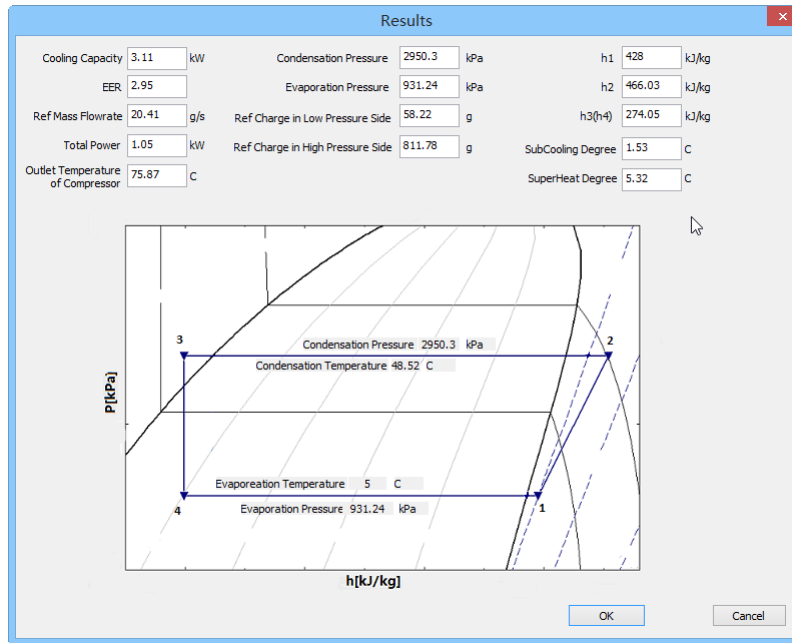 Results
Cooling Capacity 3.11 kW
EER 2.95
Ref Mass Flowrate 20.41 g/s
Total Power 1.05 kW
Outlet Temperature
of Compressor 75.87 C
Condensation Pressure 2950.3 kPa
Evaporation Pressure 931.24 kPa
Ref Charge in Low Pressure Side 58.22 g
Ref Charge in High Pressure Side 811.78 g
h1 428 kJ/kg
h2 466.03 kJ/kg
h3(h4) 274.05 kJ/kg
SubCooling Degree 1.53 C
SuperHeat Degree 5.32 C
3
2
Condensation Pressure 2950.3 kPa
Condensation Temperature 48.52 C
P[kPa]
Evaporeation Temperature 5 C
4
Evaporation Pressure 931.24 kPa
1
h[kJ/kg]
OK
Cancel